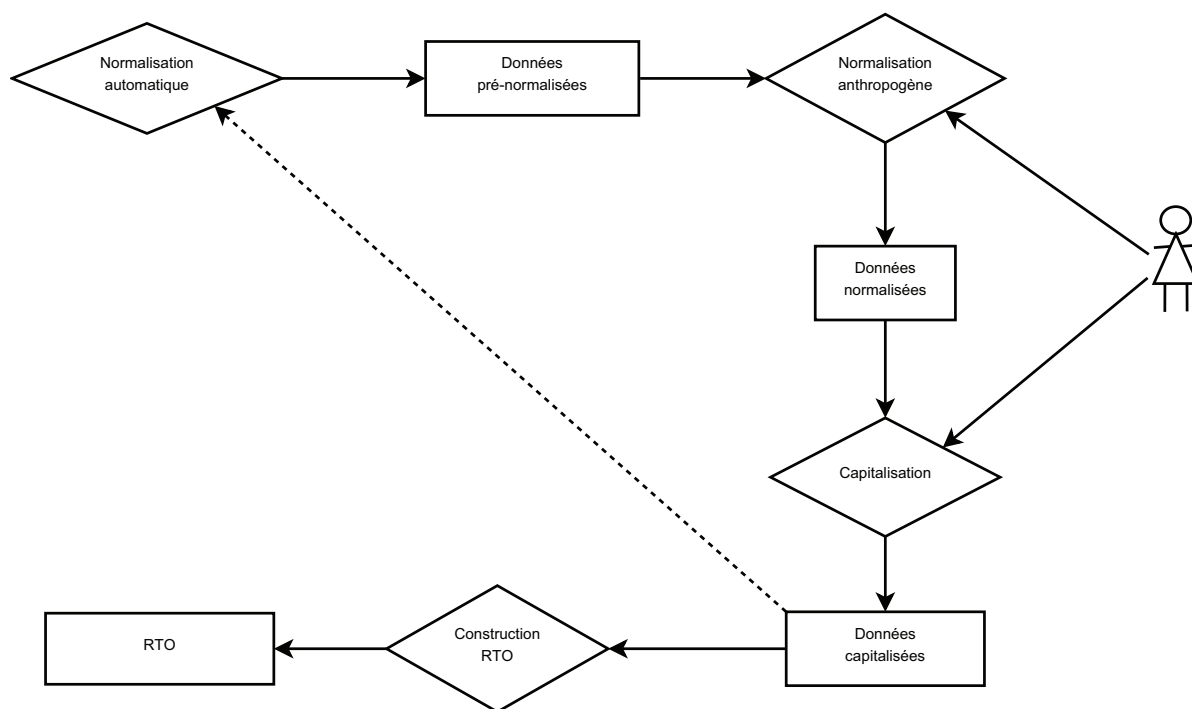 Normalisation
automatique
Données
pré-normalisées
Normalisation
anthropogène
Données
normalisées
Capitalisation
RTO
Construction
RTO
Données
capitalisées